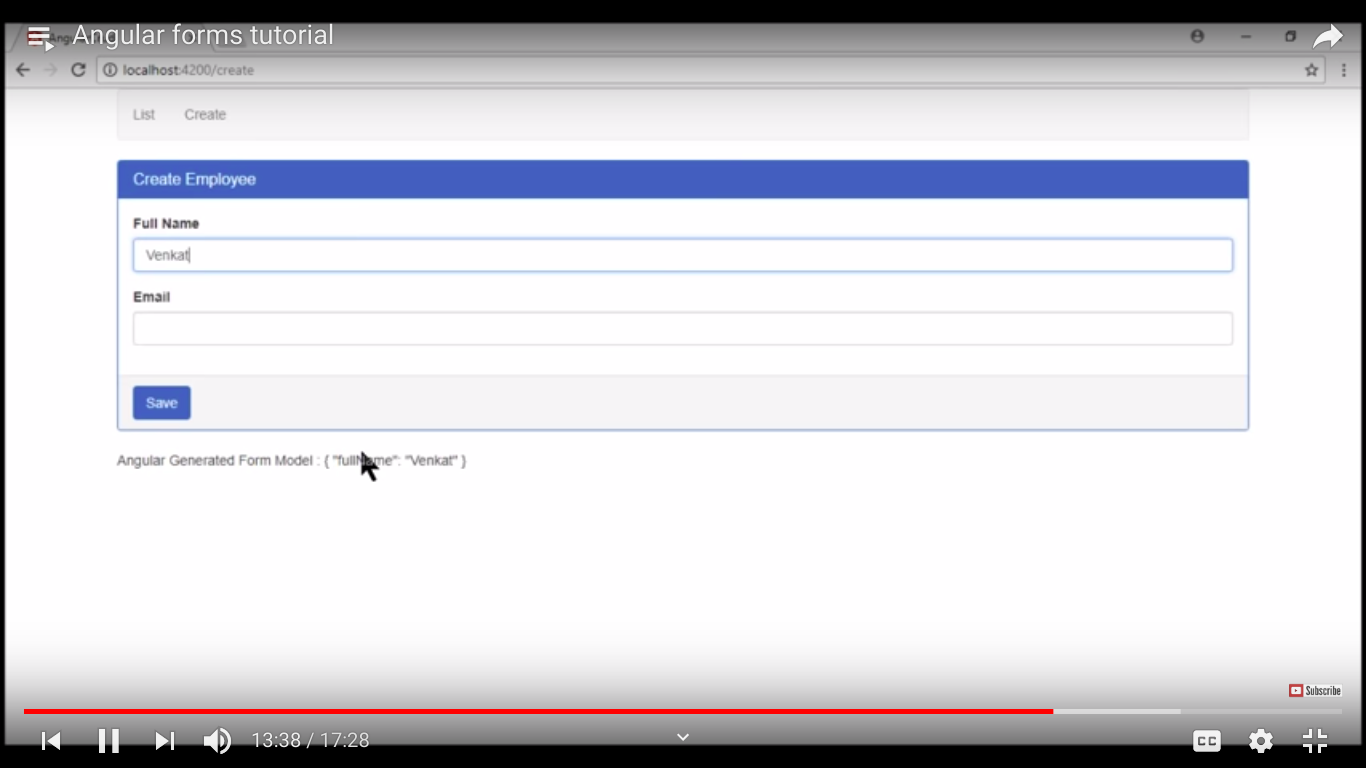 Angular forms tutorial
localhost:4200/create
List Create
Create Employee
Full Name
Venkat
Email
Save
Angular Generated Form Model : { "fullName": "Venkat" }
Subscribe
13:38 / 17:28
CC